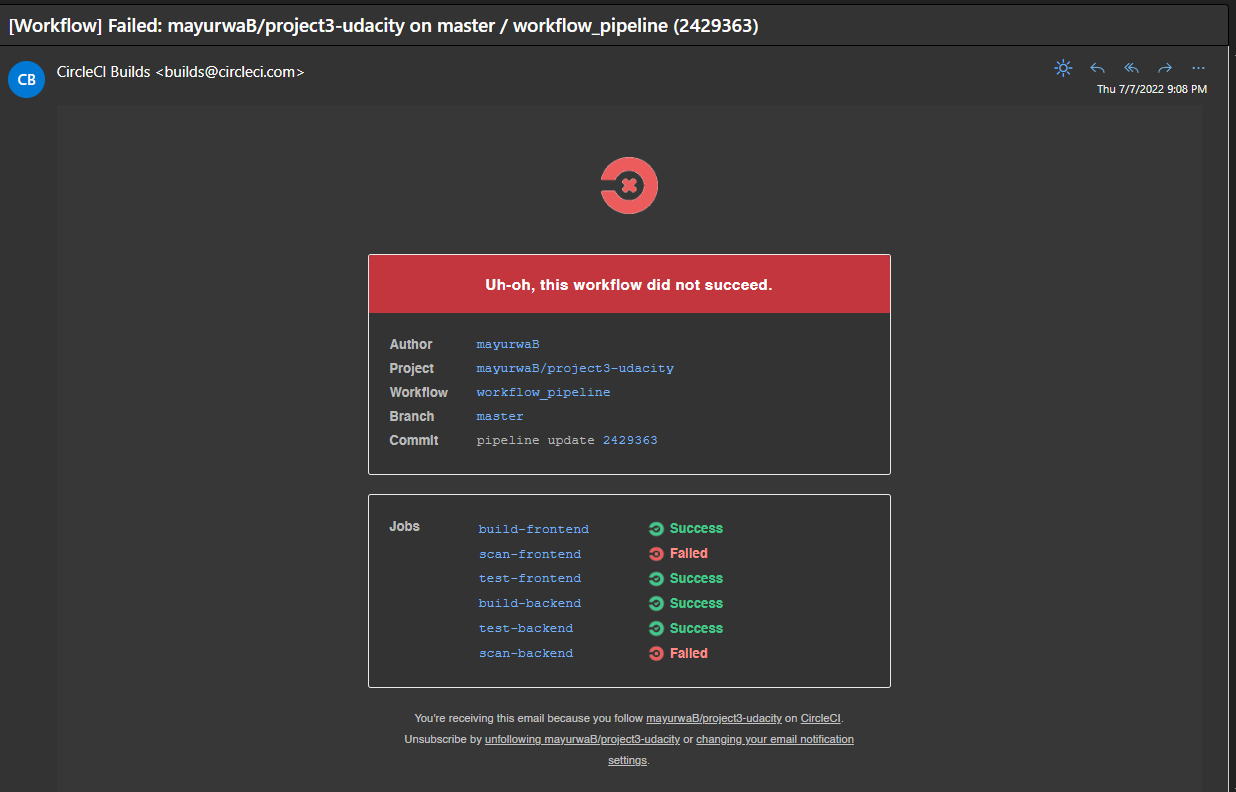 [Workflow] Failed: mayurwaB/project3-udacity on master / workflow_pipeline (2429363)
CB
CircleCI Builds <builds@circleci.com>
Thu 7/7/2022 9:08 PM
Uh-oh, this workflow did not succeed.
Author mayurwaB
Project mayurwaB/project3-udacity
Workflow workflow_pipeline
Branch master
Commit pipeline update 2429363
Jobs build-frontend Success
scan-frontend Failed
test-frontend Success
build-backend Success
test-backend Success
scan-backend Failed
You're receiving this email because you follow mayurwaB/project3-udacity on CircleCI.
Unsubscribe by unfollowing mayurwaB/project3-udacity or changing your email notification
settings.